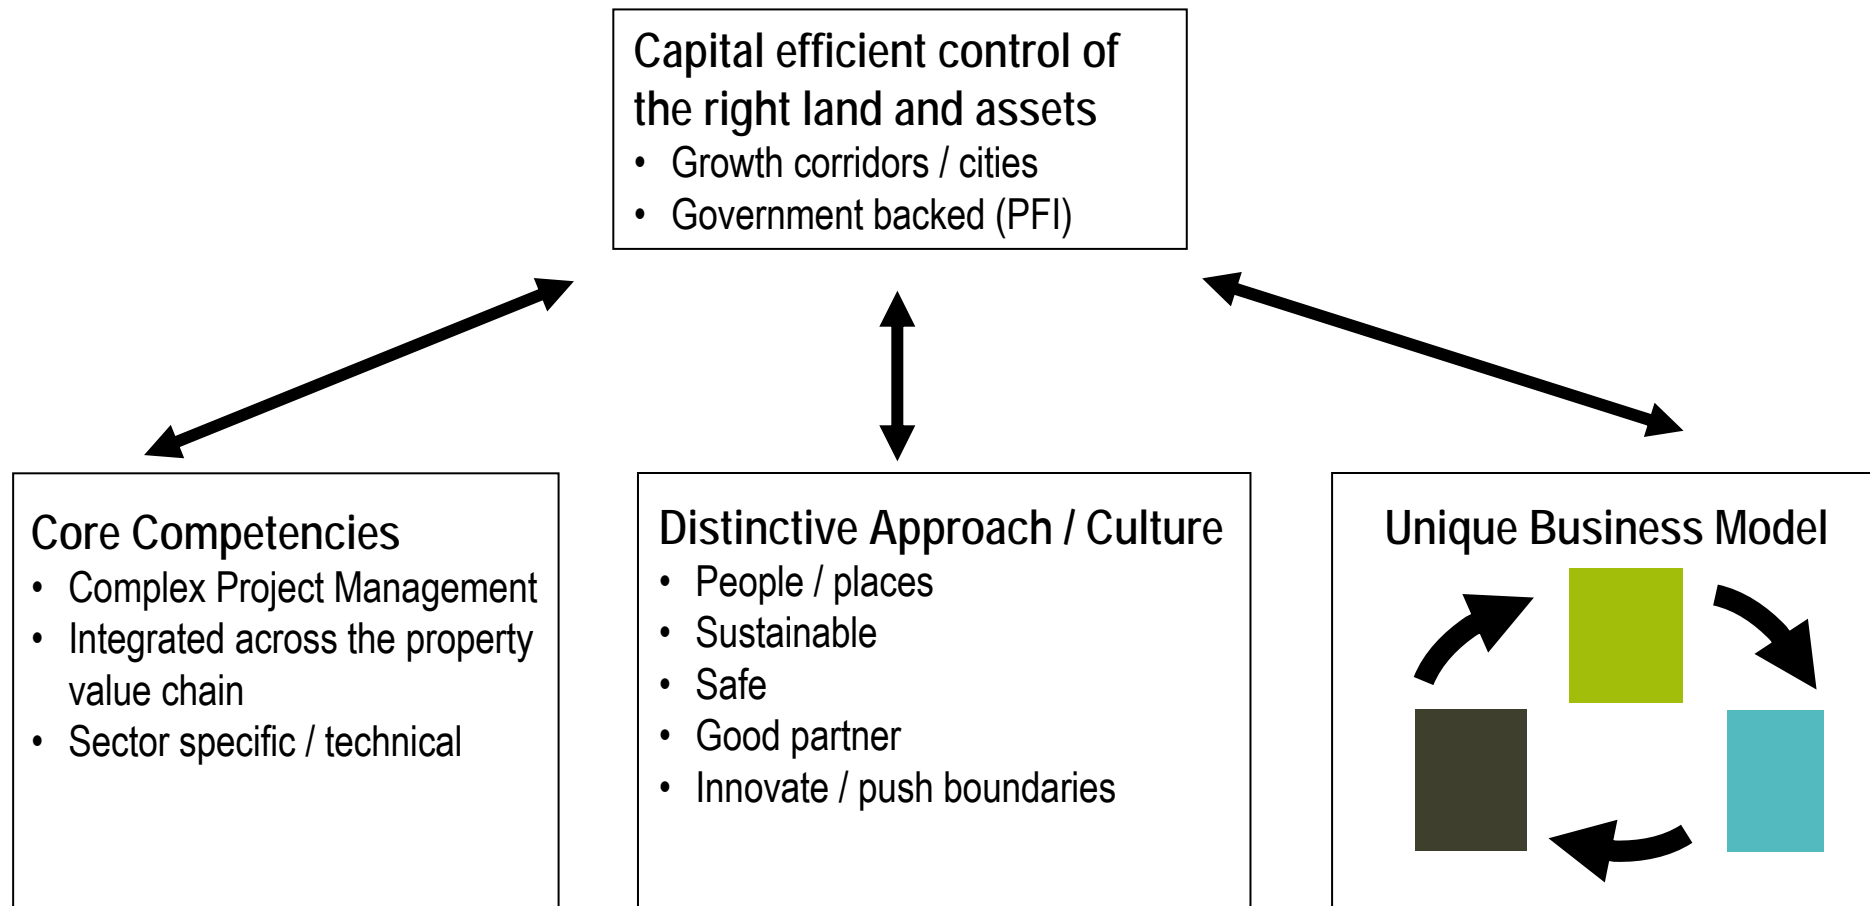 Capital efficient control of
the right land and assets
• Growth corridors / cities
• Government backed (PFI)
Core Competencies
• Complex Project Management
• Integrated across the property
value chain
• Sector specific / technical
Distinctive Approach / Culture
• People / places
• Sustainable
• Safe
• Good partner
• Innovate / push boundaries
Unique Business Model